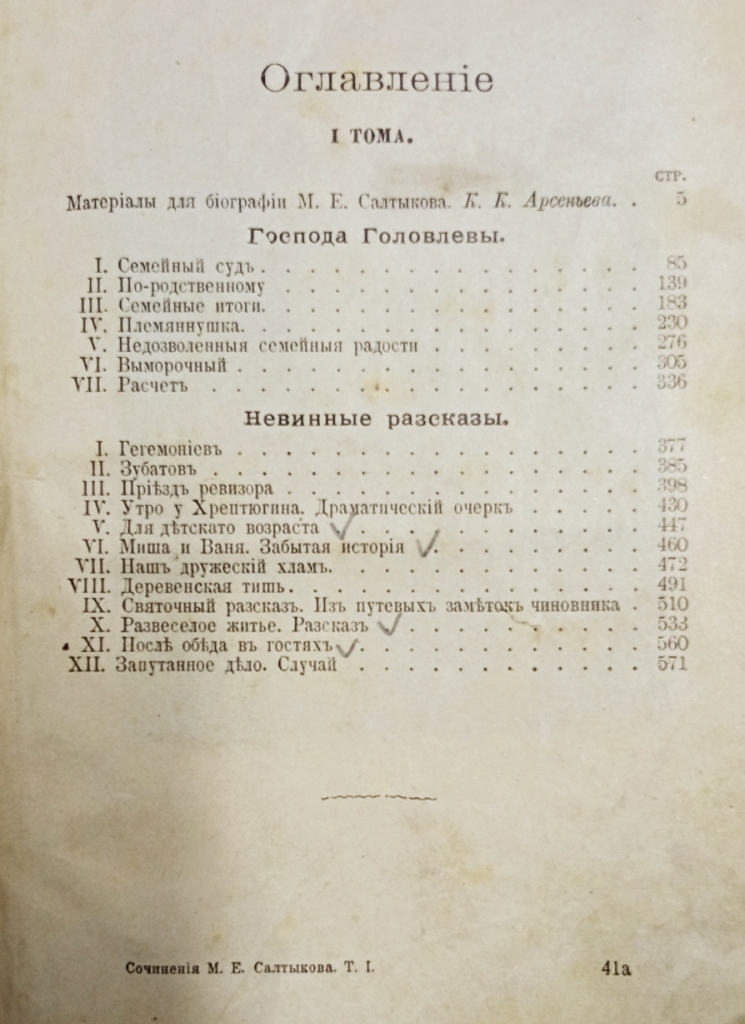 Оглавленіе
I ТОМА.
СТР.
Матеріалы для біографіи М. Е. Салтыкова. К. К. Арсеньева. . 5
Господа Головлевы.
I. Семейный судъ . . . . . . . . . . . . . . . . 85
II. По-родственному . . . . . . . . . . . . . . . 139
III. Семейные итоги. . . . . . . . . . . . . . . . 183
IV. Племяннушка. . . . . . . . . . . . . . . . . 230
V. Недозволенныя семейныя радости . . . . . . . . . 276
VI. Выморочный . . . . . . . . . . . . . . . . . 305
VII. Расчетъ . . . . . . . . . . . . . . . . . . 336
Невинные разсказы.
I. Гегемоніевъ . . . . . . . . . . . . . . . . . 377
II. Зубатовъ . . . . . . . . . . . . . . . . . . 385
III. Пріѣздъ ревизора . . . . . . . . . . . . . . 398
IV. Утро у Хрептюгина. Драматическій очеркъ . . . . . 430
V. Для дѣтскаго возраста ✓ . . . . . . . . . . . . 447
VI. Миша и Ваня. Забытая исторія ✓. . . . . . . . . 460
VII. Нашъ дружескій хламъ. . . . . . . . . . . . . 472
VIII. Деревенская тишь. . . . . . . . . . . . . . . 491
IX. Святочный разсказъ. Изъ путевыхъ замѣтокъ чиновника . 510
X. Развеселое житье. Разсказъ ✓ . . . . . . . . . . 533
XI. Послѣ обѣда въ гостяхъ ✓. . . . . . . . . . . . 560
XII. Запутанное дѣло. Случай . . . . . . . . . . . . 571
Сочиненія М. Е. Салтыкова. Т. I. 41а